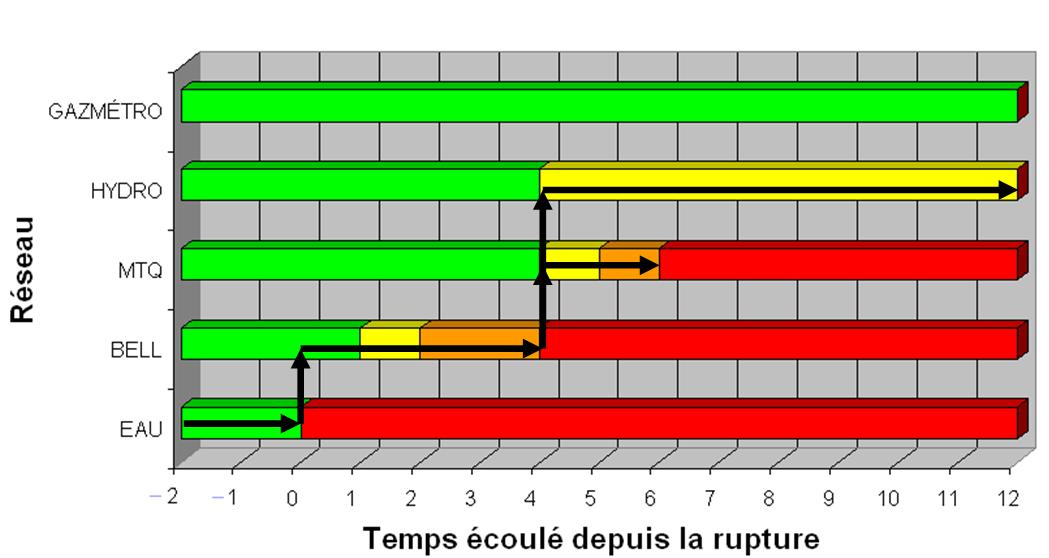 Réseau
GAZMÉTRO
HYDRO
MTQ
BELL
EAU
−2 −1 0 1 2 3 4 5 6 7 8 9 10 11 12
Temps écoulé depuis la rupture